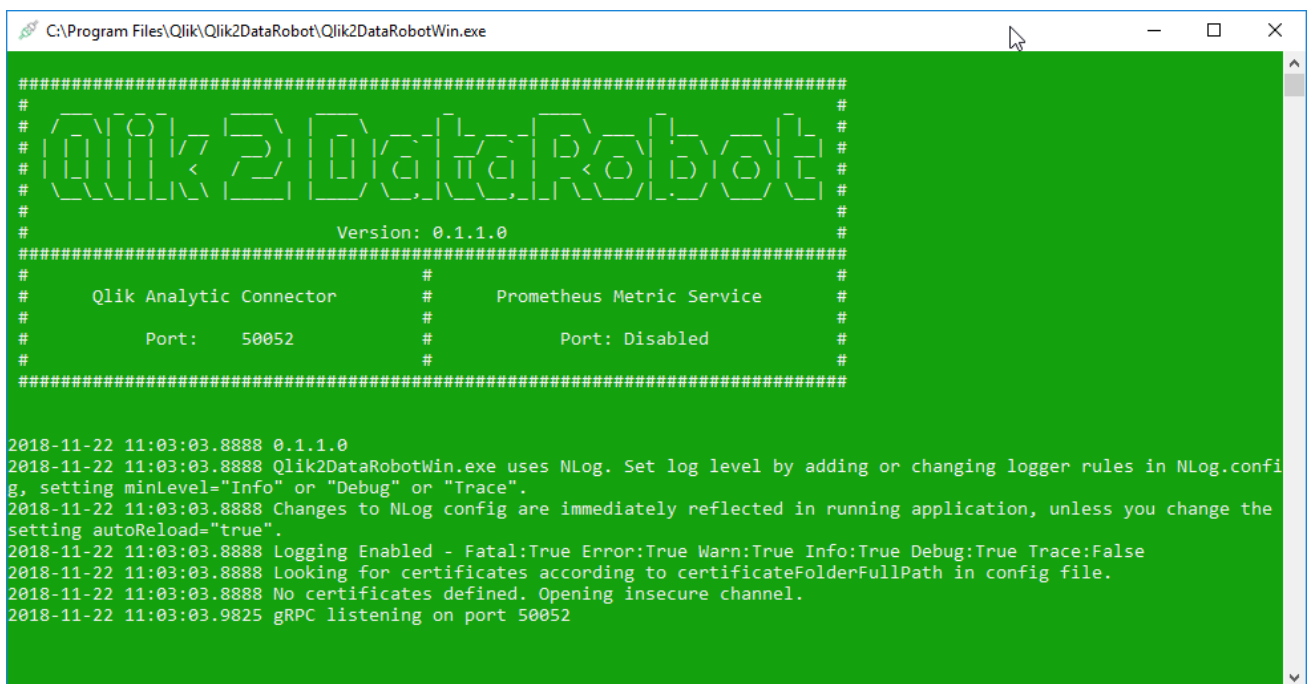 C:\Program Files\Qlik\Qlik2DataRobot\Qlik2DataRobotWin.exe
##############################################################################
Qlik2DataRobot
# Version: 0.1.1.0 #
##############################################################################
# # #
# Qlik Analytic Connector # Prometheus Metric Service #
# # #
# Port: 50052 # Port: Disabled #
# # #
##############################################################################
2018-11-22 11:03:03.8888 0.1.1.0
2018-11-22 11:03:03.8888 Qlik2DataRobotWin.exe uses NLog. Set log level by adding or changing logger rules in NLog.confi
g, setting minLevel="Info" or "Debug" or "Trace".
2018-11-22 11:03:03.8888 Changes to NLog config are immediately reflected in running application, unless you change the
setting autoReload="true".
2018-11-22 11:03:03.8888 Logging Enabled - Fatal:True Error:True Warn:True Info:True Debug:True Trace:False
2018-11-22 11:03:03.8888 Looking for certificates according to certificateFolderFullPath in config file.
2018-11-22 11:03:03.8888 No certificates defined. Opening insecure channel.
2018-11-22 11:03:03.9825 gRPC listening on port 50052